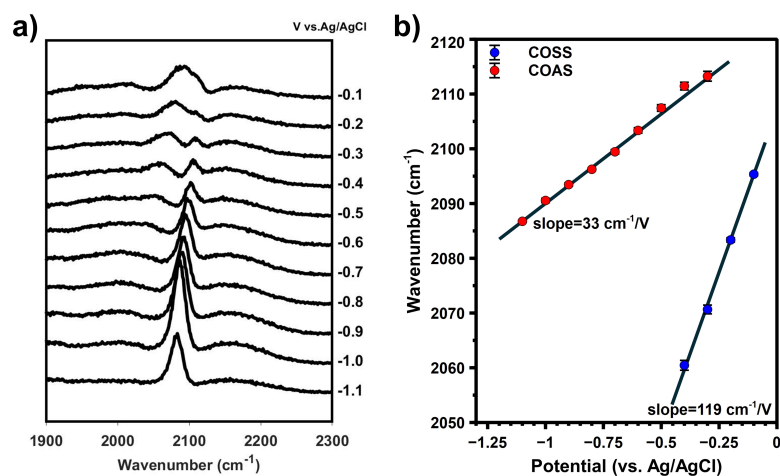 a)
V vs.Ag/AgCl
-0.1
-0.2
-0.3
-0.4
-0.5
-0.6
-0.7
-0.8
-0.9
-1.0
-1.1
1900 2000 2100 2200 2300
Wavenumber (cm⁻¹)
b)
COSS
COAS
2120
2110
2100
2090
2080
2070
2060
2050
Wavenumber (cm⁻¹)
slope=33 cm⁻¹/V
slope=119 cm⁻¹/V
−1.25 −1 −0.75 −0.5 −0.25 0
Potential (vs. Ag/AgCl)